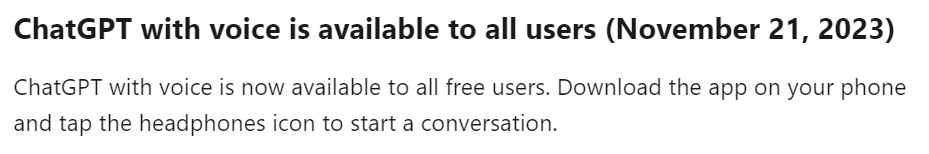 ChatGPT with voice is available to all users (November 21, 2023)
ChatGPT with voice is now available to all free users. Download the app on your phone
and tap the headphones icon to start a conversation.